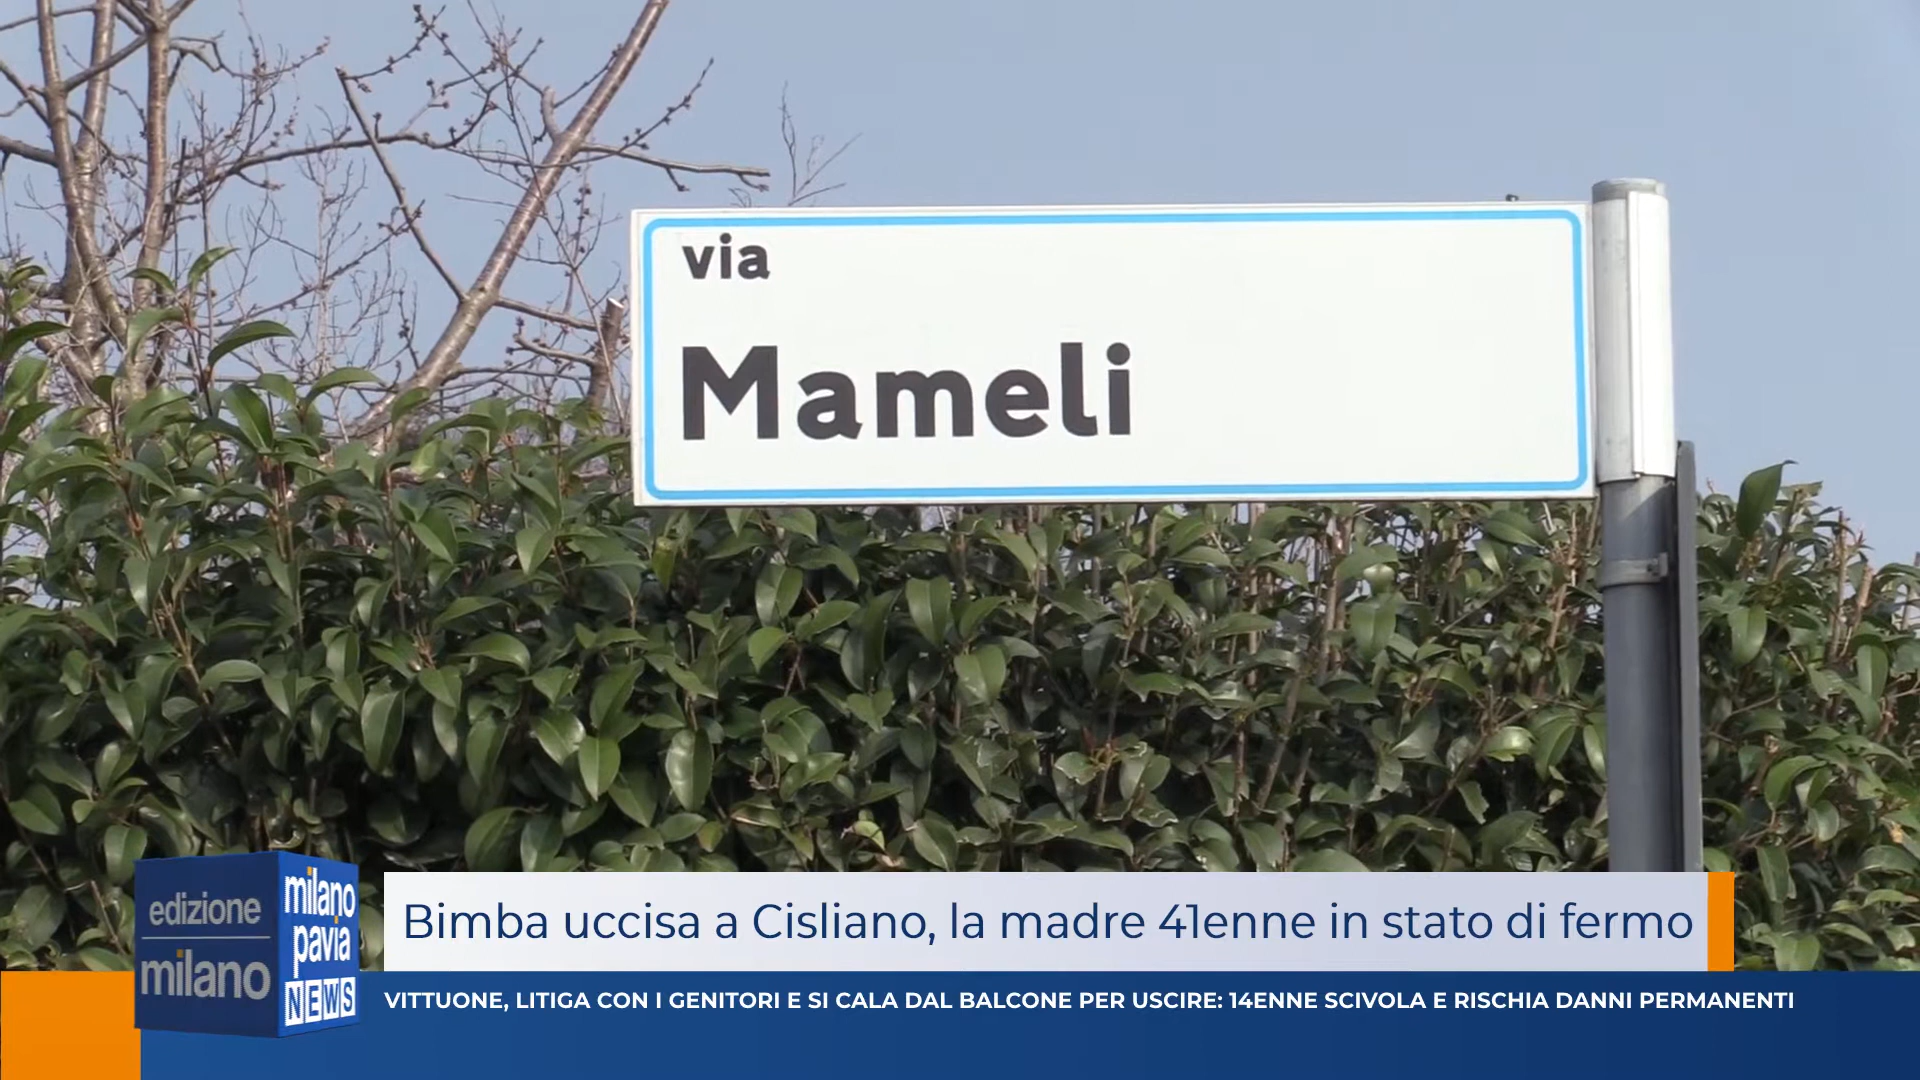 via
Mameli
edizione
milano
milano
pavia
NEWS
Bimba uccisa a Cisliano, la madre 41enne in stato di fermo
VITTUONE, LITIGA CON I GENITORI E SI CALA DAL BALCONE PER USCIRE: 14ENNE SCIVOLA E RISCHIA DANNI PERMANENTI